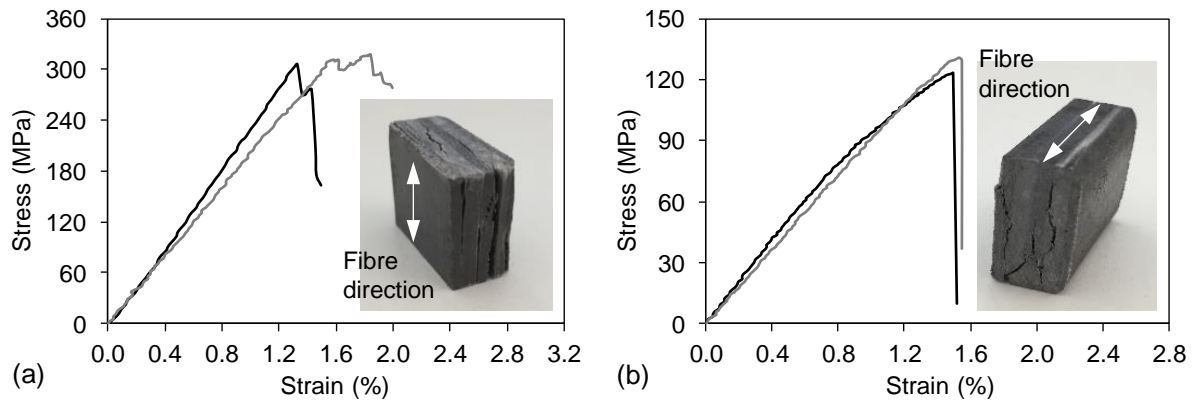 360
300
240
180
120
60
0
Stress (MPa)
0.0 0.4 0.8 1.2 1.6 2.0 2.4 2.8 3.2
Strain (%)
(a)
Fibre
direction
150
120
90
60
30
0
Stress (MPa)
0.0 0.4 0.8 1.2 1.6 2.0 2.4 2.8
Strain (%)
(b)
Fibre
direction